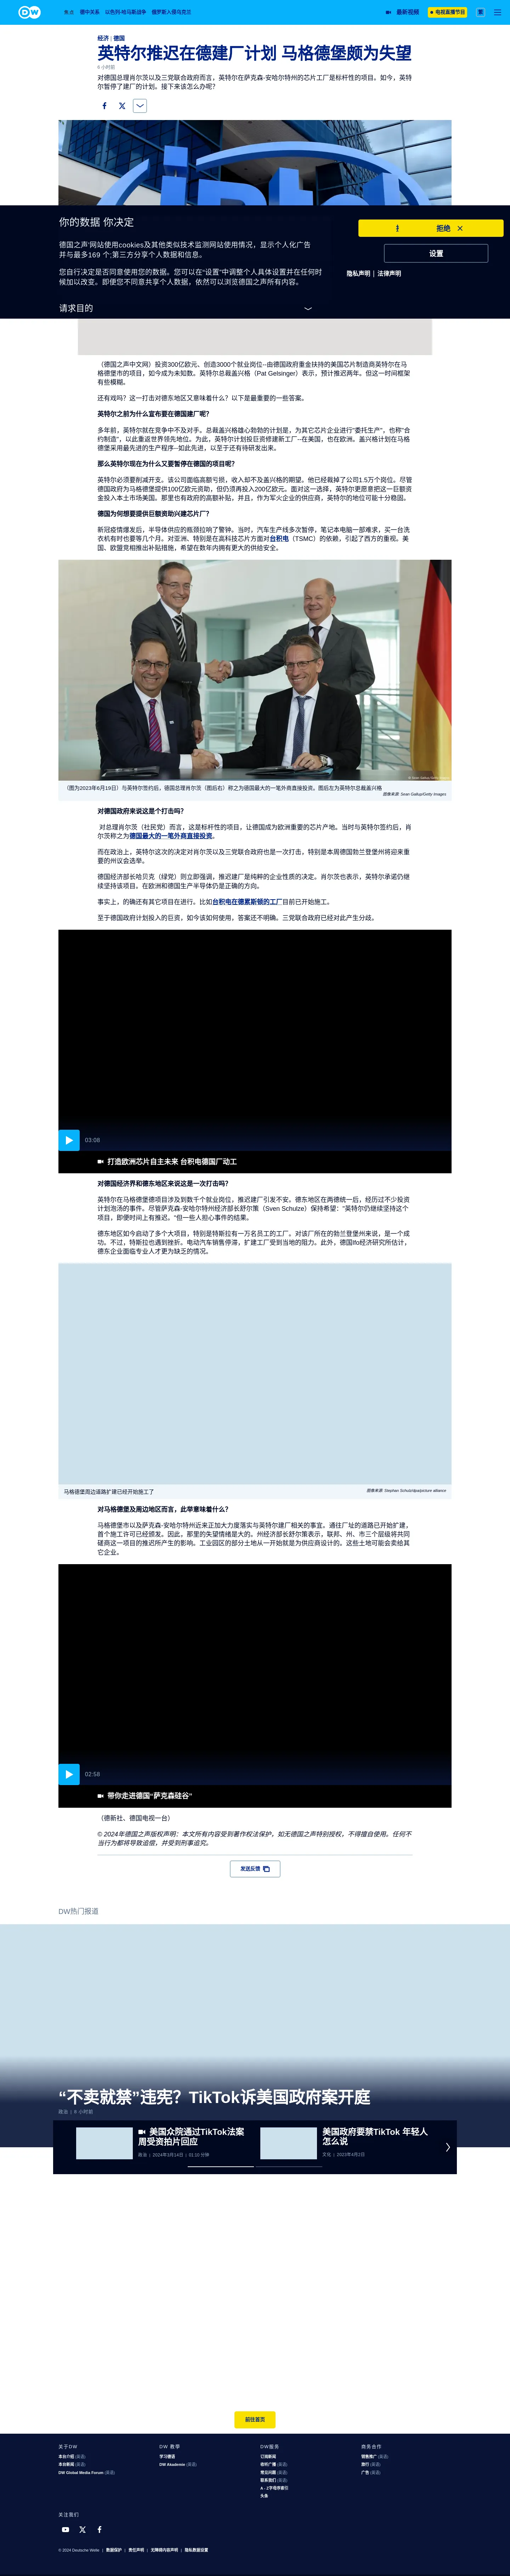 DW
焦点
德中关系
以色列-哈马斯战争
俄罗斯入侵乌克兰
最新视频
电视直播节目
繁
经济 | 德国
英特尔推迟在德建厂计划 马格德堡颇为失望
6 小时前
对德国总理肖尔茨以及三党联合政府而言，英特尔在萨克森-安哈尔特州的芯片工厂是标杆性的项目。如今，英特
尔暂停了建厂的计划。接下来该怎么办呢？
你的数据 你决定
德国之声'网站使用cookies及其他类似技术监测网站使用情况，显示个人化广告
并与最多169 个;第三方分享个人数据和信息。
您自行决定是否同意使用您的数据。您可以在“设置”中调整个人具体设置并在任何时
候加以改变。即便您不同意共享个人数据，依然可以浏览德国之声所有内容。
请求目的
拒绝
设置
隐私声明 | 法律声明
（德国之声中文网）投资300亿欧元、创造3000个就业岗位--由德国政府重金扶持的美国芯片制造商英特尔在马
格德堡市的项目，如今成为未知数。英特尔总裁盖兴格（Pat Gelsinger）表示，预计推迟两年。但这一时间框架
有些模糊。
还有戏吗？这一打击对德东地区又意味着什么？以下是最重要的一些答案。
英特尔之前为什么宣布要在德国建厂呢？
多年前，英特尔就在竞争中不及对手。总裁盖兴格雄心勃勃的计划是，为其它芯片企业进行"委托生产"，也称"合
约制造"，以此重返世界领先地位。为此，英特尔计划投巨资修建新工厂--在美国，也在欧洲。盖兴格计划在马格
德堡采用最先进的生产程序--如此先进，以至于还有待研发出来。
那么英特尔现在为什么又要暂停在德国的项目呢？
英特尔必须要削减开支。该公司面临高额亏损，收入却不及盖兴格的期望。他已经裁掉了公司1.5万个岗位。尽管
德国政府为马格德堡提供100亿欧元资助，但仍须再投入200亿欧元。面对这一选择，英特尔更愿意把这一巨额资
金投入本土市场美国。那里也有政府的高额补贴，并且，作为军火企业的供应商，英特尔的地位可能十分稳固。
德国为何想要提供巨额资助兴建芯片厂？
新冠疫情爆发后，半导体供应的瓶颈拉响了警钟。当时，汽车生产线多次暂停，笔记本电脑一部难求，买一台洗
衣机有时也要等几个月。对亚洲、特别是在高科技芯片方面对台积电（TSMC）的依赖，引起了西方的重视。美
国、欧盟竞相推出补贴措施，希望在数年内拥有更大的供给安全。
（图为2023年6月19日）与英特尔签约后，德国总理肖尔茨（图后右）称之为德国最大的一笔外商直接投资。图后左为英特尔总裁盖兴格
图像来源: Sean Gallup/Getty Images
对德国政府来说这是个打击吗？
对总理肖尔茨（社民党）而言，这是标杆性的项目，让德国成为欧洲重要的芯片产地。当时与英特尔签约后，肖
尔茨称之为德国最大的一笔外商直接投资。
而在政治上，英特尔这次的决定对肖尔茨以及三党联合政府也是一次打击，特别是本周德国勃兰登堡州将迎来重
要的州议会选举。
德国经济部长哈贝克（绿党）则立即强调，推迟建厂是纯粹的企业性质的决定。肖尔茨也表示，英特尔承诺仍继
续坚持该项目，在欧洲和德国生产半导体仍是正确的方向。
事实上，的确还有其它项目在进行。比如台积电在德累斯顿的工厂目前已开始施工。
至于德国政府计划投入的巨资，如今该如何使用，答案还不明确。三党联合政府已经对此产生分歧。
03:08
打造欧洲芯片自主未来 台积电德国厂动工
对德国经济界和德东地区来说这是一次打击吗？
英特尔在马格德堡德项目涉及到数千个就业岗位，推迟建厂引发不安。德东地区在两德统一后，经历过不少投资
计划泡汤的事件。尽管萨克森-安哈尔特州经济部长舒尔策（Sven Schulze）保持希望："英特尔仍继续坚持这个
项目，即便时间上有推迟。"但一些人担心事件的结果。
德东地区如今启动了多个大项目，特别是特斯拉有一万名员工的工厂。对该厂所在的勃兰登堡州来说，是一个成
功。不过，特斯拉也遇到挫折。电动汽车销售停滞，扩建工厂受到当地的阻力。此外，德国Ifo经济研究所估计，
德东企业面临专业人才更为缺乏的情况。
马格德堡周边道路扩建已经开始施工了
图像来源: Stephan Schulz/dpa/picture alliance
对马格德堡及周边地区而言，此举意味着什么？
马格德堡市以及萨克森-安哈尔特州近来正加大力度落实与英特尔建厂相关的事宜。通往厂址的道路已开始扩建，
首个施工许可已经颁发。因此，那里的失望情绪是大的。州经济部长舒尔策表示，联邦、州、市三个层级将共同
磋商这一项目的推迟所产生的影响。工业园区的部分土地从一开始就是为供应商设计的。这些土地可能会卖给其
它企业。
02:58
带你走进德国“萨克森硅谷”
（德新社、德国电视一台）
© 2024年德国之声版权声明：本文所有内容受到著作权法保护，如无德国之声特别授权，不得擅自使用。任何不
当行为都将导致追偿，并受到刑事追究。
发送反馈
DW热门报道
“不卖就禁”违宪？TikTok诉美国政府案开庭
政治 | 6 小时前
美国众院通过TikTok法案
周受资拍片回应
政治 | 2024年3月14日 | 01:10 分钟
美国政府要禁TikTok 年轻人
怎么说
文化 | 2023年4月2日
前往首页
关于DW
本台介绍 (英语)
本台新闻 (英语)
DW Global Media Forum (英语)
DW 教学
学习德语
DW Akademie (英语)
DW服务
订阅新闻
收听广播 (英语)
常见问题 (英语)
联系我们 (英语)
A - Z字母序索引
头条
商务合作
销售推广 (英语)
旅行 (英语)
广告 (英语)
关注我们
© 2024 Deutsche Welle | 数据保护 | 责任声明 | 无障碍内容声明 | 隐私数据设置